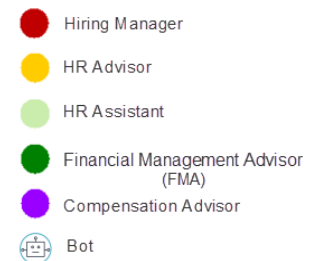 Hiring Manager
HR Advisor
HR Assistant
Financial Management Advisor
(FMA)
Compensation Advisor
Bot